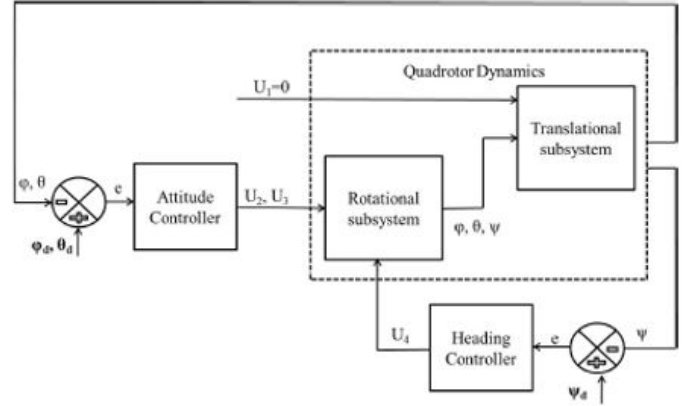 Quadrotor Dynamics
U₁=0
Translational
subsystem
φ, θ
e
Attitude
Controller
U₂, U₃
Rotational
subsystem
φ, θ, ψ
φd, θd
U₄
Heading
Controller
e
ψ
ψd